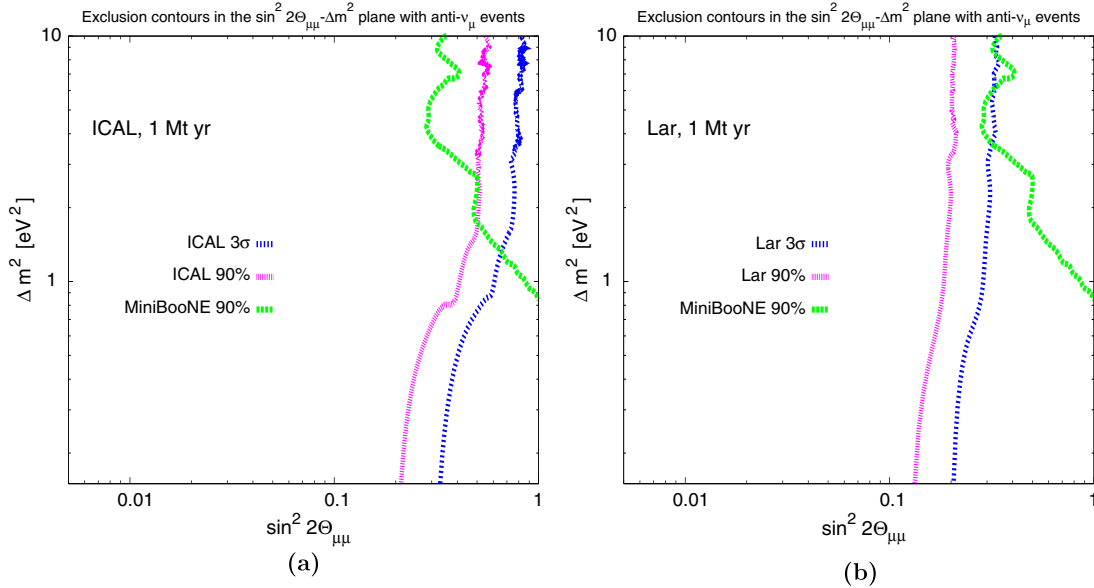 Exclusion contours in the sin² 2Θμμ-Δm² plane with anti-νμ events
10
1
Δ m² [eV²]
ICAL, 1 Mt yr
ICAL 3σ
ICAL 90%
MiniBooNE 90%
0.01
0.1
1
sin² 2Θμμ
(a)
Exclusion contours in the sin² 2Θμμ-Δm² plane with anti-νμ events
10
1
Δ m² [eV²]
Lar, 1 Mt yr
Lar 3σ
Lar 90%
MiniBooNE 90%
0.01
0.1
1
sin² 2Θμμ
(b)